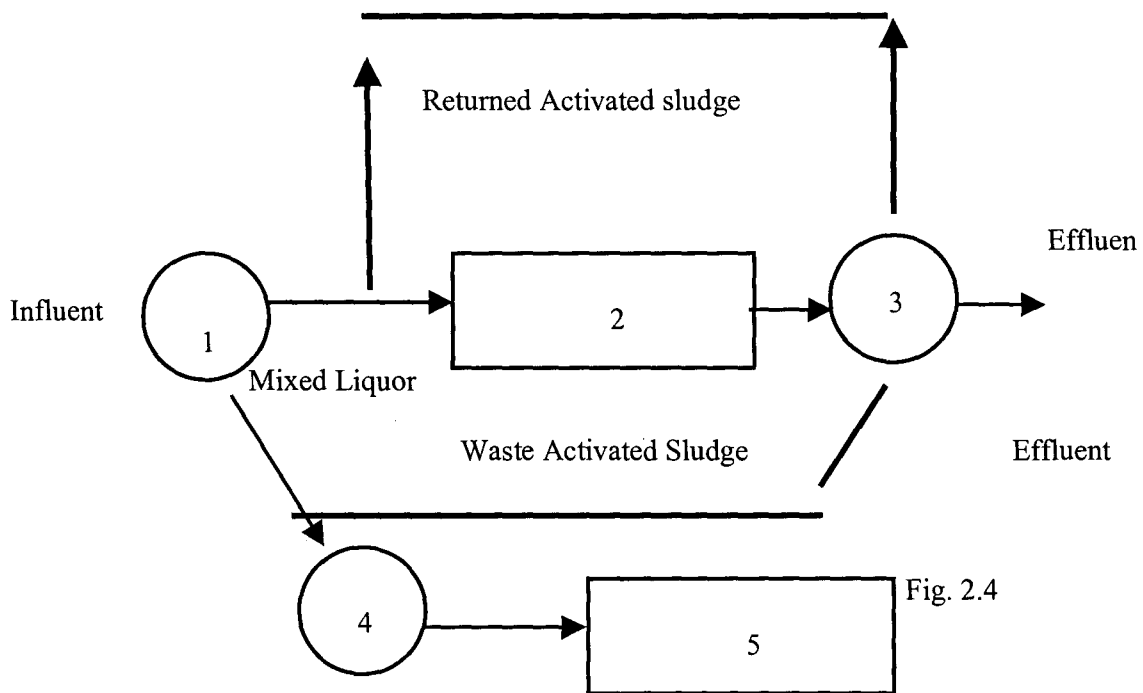 Returned Activated sludge
Effluen
Influent
1
2
3
Mixed Liquor
Waste Activated Sludge
Effluent
Fig. 2.4
4
5